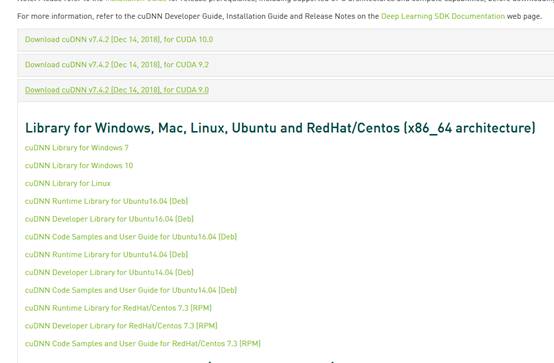 For more information, refer to the cuDNN Developer Guide, Installation Guide and Release Notes on the Deep Learning SDK Documentation web page.
Download cuDNN v7.4.2 (Dec 14, 2018), for CUDA 10.0
Download cuDNN v7.4.2 (Dec 14, 2018), for CUDA 9.2
Download cuDNN v7.4.2 (Dec 14, 2018), for CUDA 9.0
Library for Windows, Mac, Linux, Ubuntu and RedHat/Centos (x86_64 architecture)
cuDNN Library for Windows 7
cuDNN Library for Windows 10
cuDNN Library for Linux
cuDNN Runtime Library for Ubuntu16.04 (Deb)
cuDNN Developer Library for Ubuntu16.04 (Deb)
cuDNN Code Samples and User Guide for Ubuntu16.04 (Deb)
cuDNN Runtime Library for Ubuntu14.04 (Deb)
cuDNN Developer Library for Ubuntu14.04 (Deb)
cuDNN Code Samples and User Guide for Ubuntu14.04 (Deb)
cuDNN Runtime Library for RedHat/Centos 7.3 (RPM)
cuDNN Developer Library for RedHat/Centos 7.3 (RPM)
cuDNN Code Samples and User Guide for RedHat/Centos 7.3 (RPM)